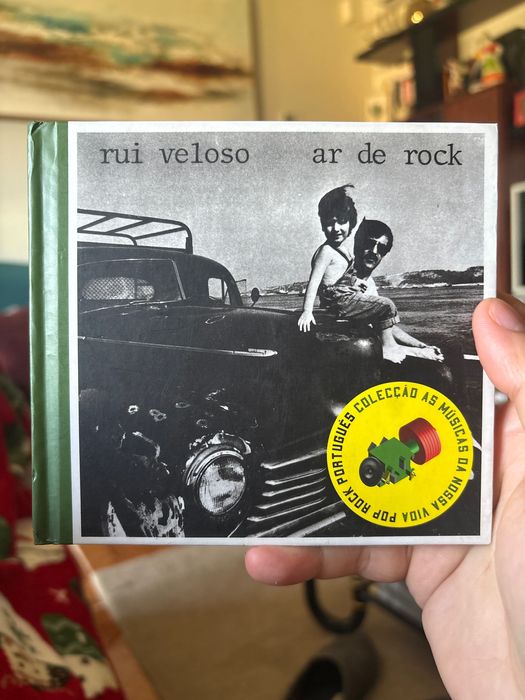 rui veloso ar de rock
COLECÇÃO AS MÚSICAS DA NOSSA VIDA POP ROCK PORTUGUÊS